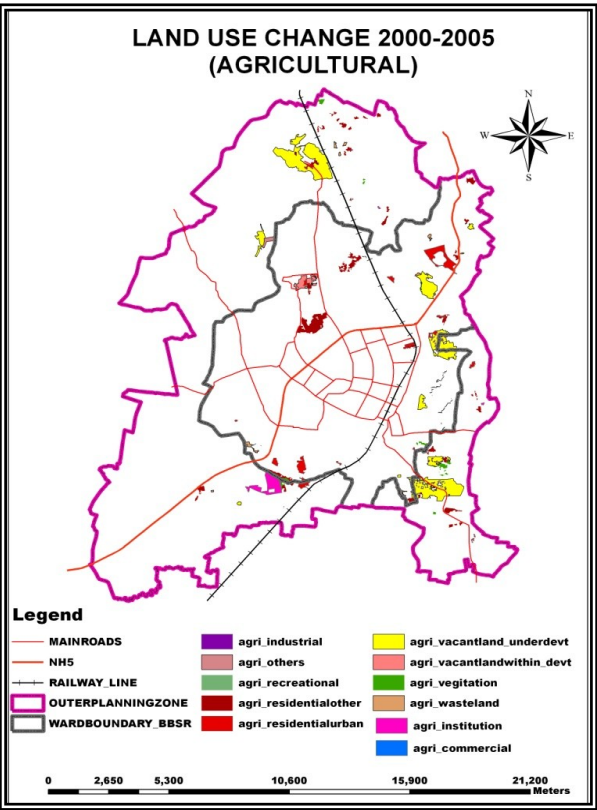 LAND USE CHANGE 2000-2005
(AGRICULTURAL)
N
W E
S
Legend
MAINROADS
NH5
RAILWAY_LINE
OUTERPLANNINGZONE
WARDBOUNDARY_BBSR
agri_industrial
agri_others
agri_recreational
agri_residentialother
agri_residentialurban
agri_vacantland_underdevt
agri_vacantlandwithin_devt
agri_vegitation
agri_wasteland
agri_institution
agri_commercial
0 2,650 5,300 10,600 15,900 21,200
Meters